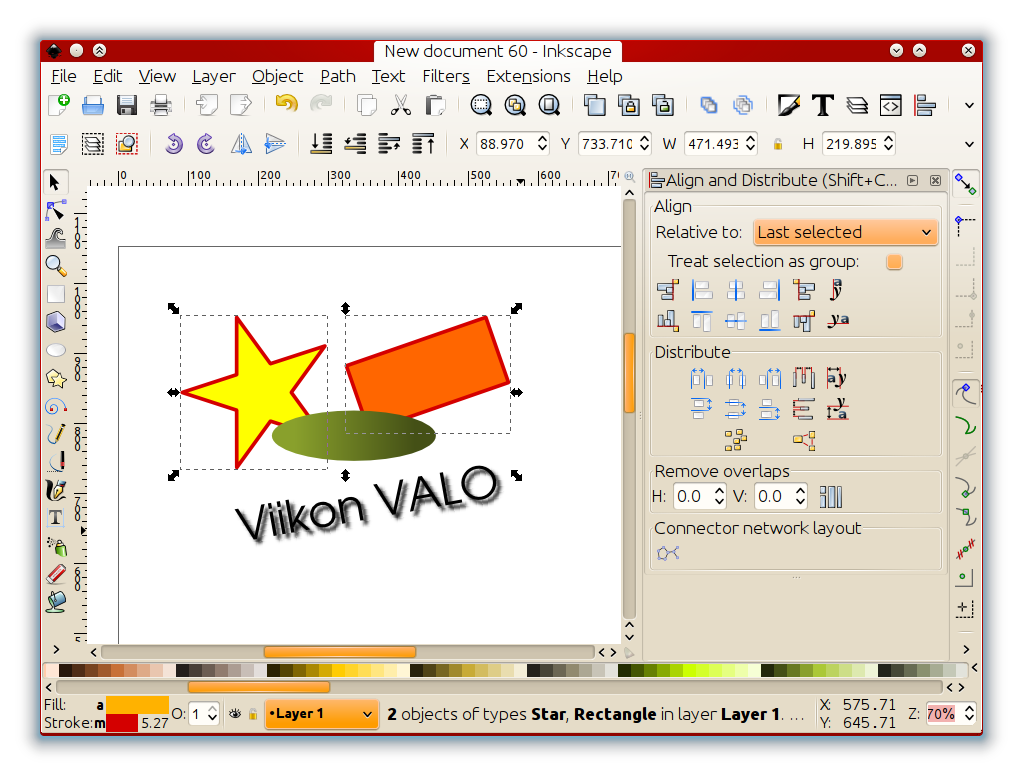 New document 60 - Inkscape
File Edit View Layer Object Path Text Filters Extensions Help
X 88.970 Y 733.710 W 471.493 H 219.895
0 100 200 300 400 500 600
Align and Distribute (Shift+C...
Align
Relative to: Last selected
Treat selection as group:
Distribute
Remove overlaps
H: 0.0 V: 0.0
Connector network layout
Viikon VALO
Fill: a
Stroke: m 5.27
O: 1
•Layer 1
2 objects of types Star, Rectangle in layer Layer 1. ...
X: 575.71
Y: 645.71
Z: 70%